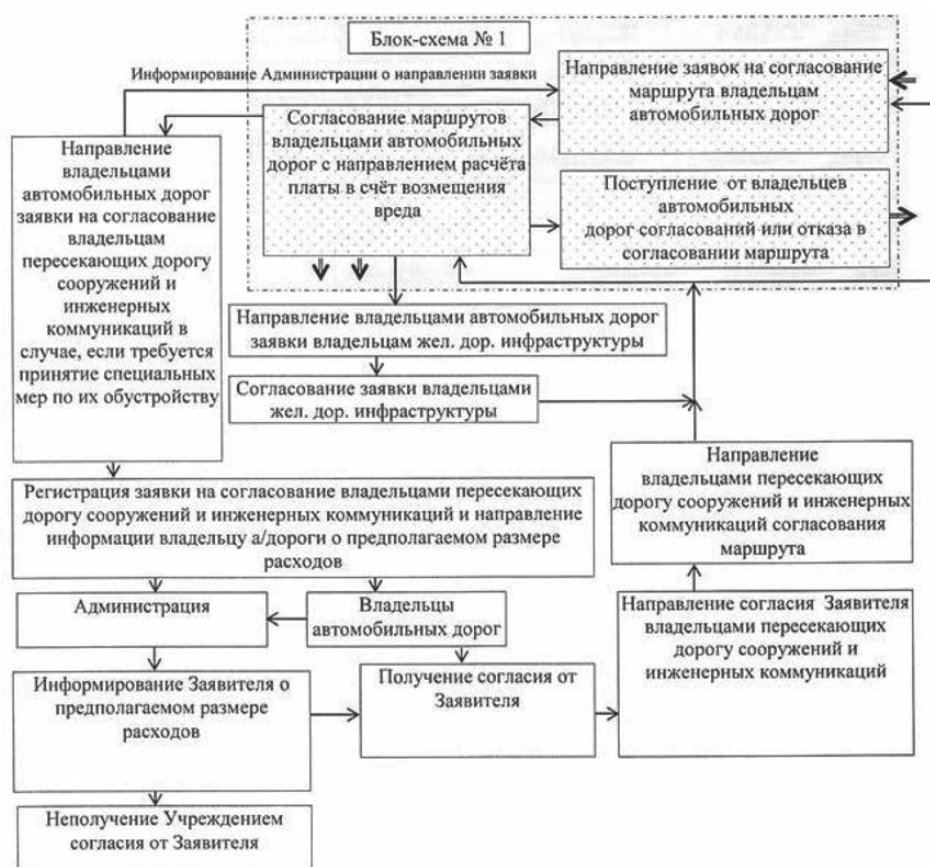 Блок-схема № 1
Информирование Администрации о направлении заявки
Направление заявок на согласование
маршрута владельцам
автомобильных дорог
Согласование маршрутов
владельцами автомобильных
дорог с направлением расчёта
платы в счёт возмещения
вреда
Поступление от владельцев
автомобильных
дорог согласований или отказа в
согласовании маршрута
Направление
владельцами
автомобильных дорог
заявки на согласование
владельцам
пересекающих дорогу
сооружений и
инженерных
коммуникаций в
случае, если требуется
принятие специальных
мер по их обустройству
Направление владельцами автомобильных дорог
заявки владельцам жел. дор. инфраструктуры
Согласование заявки владельцами
жел. дор. инфраструктуры
Направление
владельцами пересекающих
дорогу сооружений и инженерных
коммуникаций согласования
маршрута
Регистрация заявки на согласование владельцами пересекающих
дорогу сооружений и инженерных коммуникаций и направление
информации владельцу а/дороги о предполагаемом размере
расходов
Администрация
Владельцы
автомобильных дорог
Направление согласия Заявителя
владельцами пересекающих
дорогу сооружений и
инженерных коммуникаций
Информирование Заявителя о
предполагаемом размере
расходов
Получение согласия от
Заявителя
Неполучение Учреждением
согласия от Заявителя